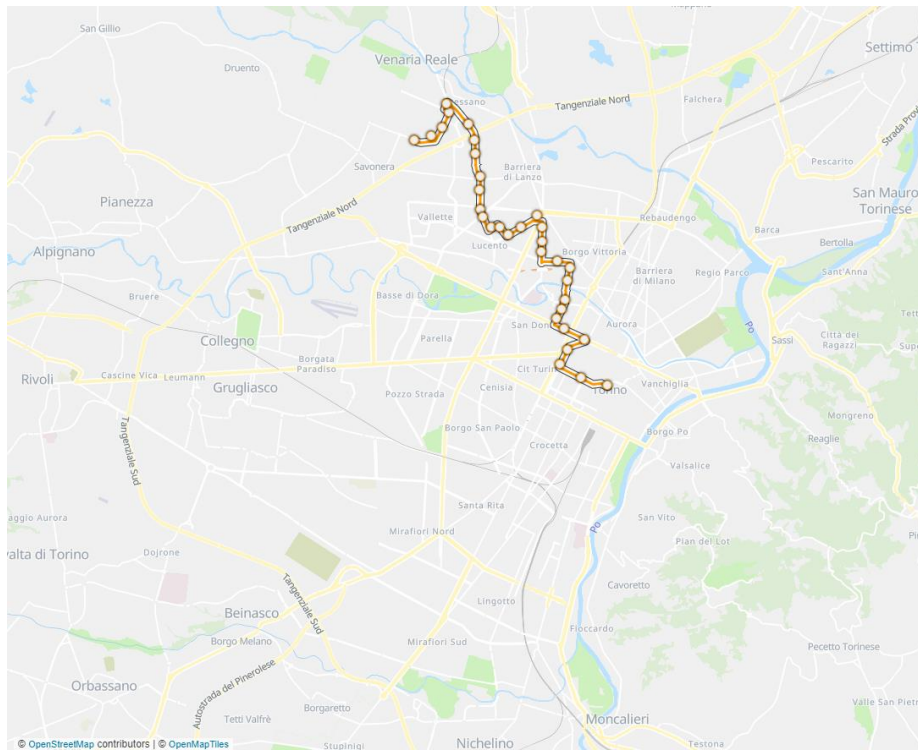 San Gillio
Druento
Venaria Reale
Settimo
Tangenziale Nord
Falchera
Savonera
Barriera
di Lanzo
Pescarito
Strada Prov
Pianezza
Tangenziale Nord
Vallette
Rebaudengo
San Mauro
Torinese
Barca
Bertolla
Alpignano
Lucento
Borgo Vittoria
Barriera
di Milano
Regio Parco
Sant'Anna
Bruere
Basse di Dora
Collegno
San Don
Aurora
Po
Sassi
Città dei
Ragazzi
Parella
Borgata
Paradiso
Rivoli
Cascine Vica
Leumann
Grugliasco
Cit Turin
Cenisia
Vanchiglia
Pozzo Strada
Torino
Mongreno
Borgo San Paolo
Crocetta
Borgo Po
Reaglie
Tangenziale Sud
Valsalice
Santa Rita
aggio Aurora
Mirafiori Nord
Po
San Vito
Pian del Lot
valta di Torino
Dojrone
Tangenziale Sud
Cavoretto
Lingotto
Beinasco
Borgo Melano
Mirafiori Sud
Fioccardo
Pecetto Torinese
Orbassano
Autostrada del Pinerolese
Borgaretto
Tetti Valfrè
Moncalieri
Valle San Piet
Stupinigi
Nichelino
Testona
© OpenStreetMap contributors | © OpenMapTiles